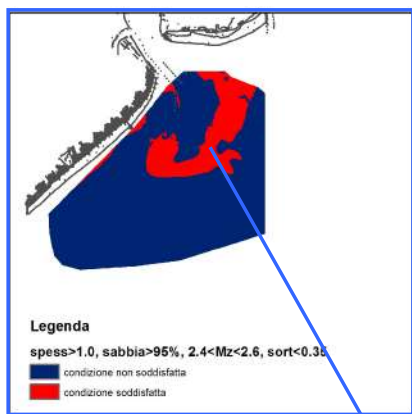 Legenda
spess>1.0, sabbia>95%, 2.4<Mz<2.6, sort<0.35
condizione non soddisfatta
condizione soddisfatta